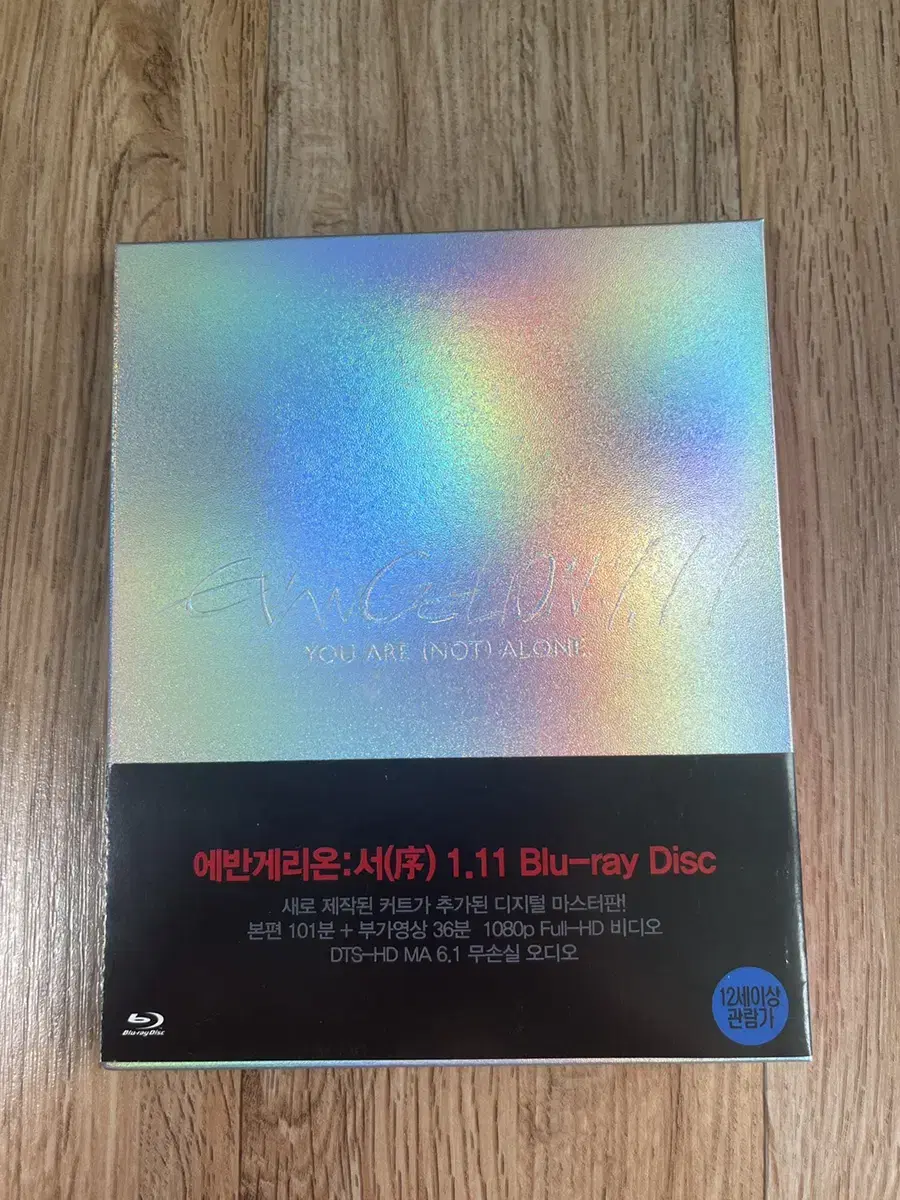 EVANGELION:1.11
YOU ARE (NOT) ALONE.
에반게리온:서(序) 1.11 Blu-ray Disc
새로 제작된 커트가 추가된 디지털 마스터판!
본편 101분 + 부가영상 36분 1080p Full-HD 비디오
DTS-HD MA 6.1 무손실 오디오
12세이상
관람가
Blu-ray Disc